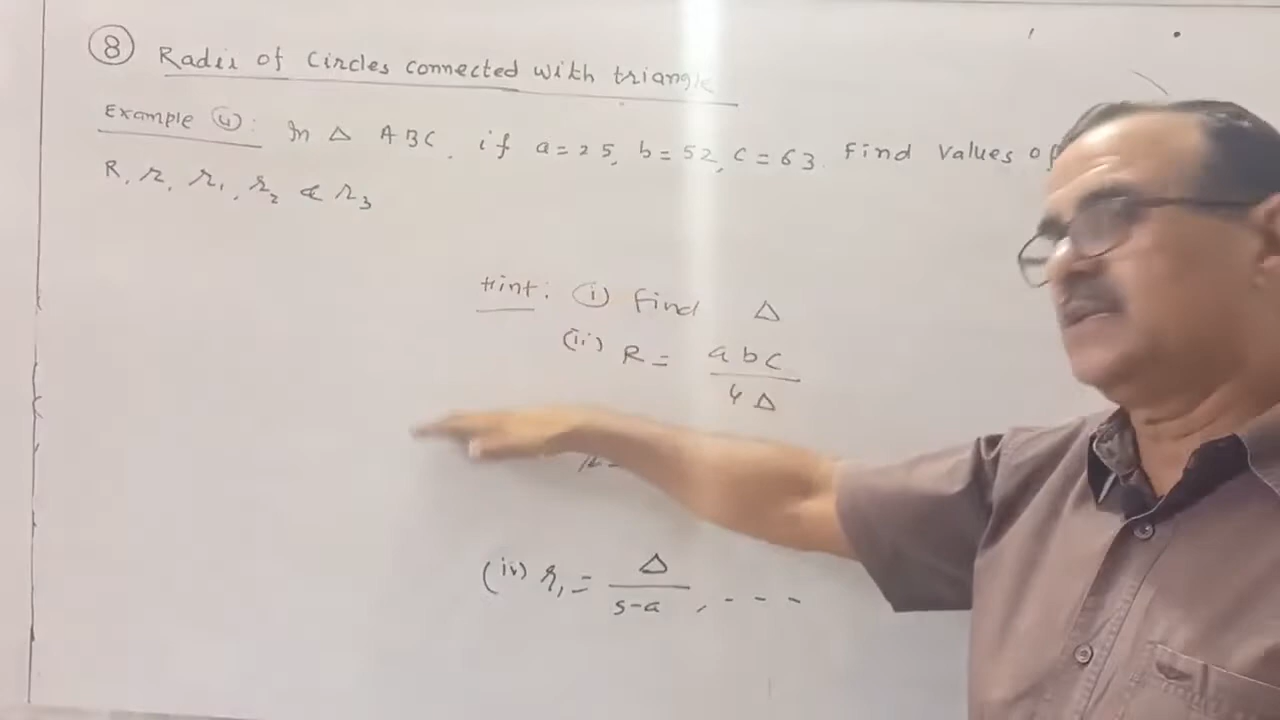 ⑧ Radii of Circles connected with triangle
Example ④: In △ ABC, if a=25, b=52, c=63. Find Values of
R, r, r₁, r₂ & r₃
Hint: (i) Find △
(ii) R = abc / 4△
r =
(iv) r₁ = △ / s-a , - - -